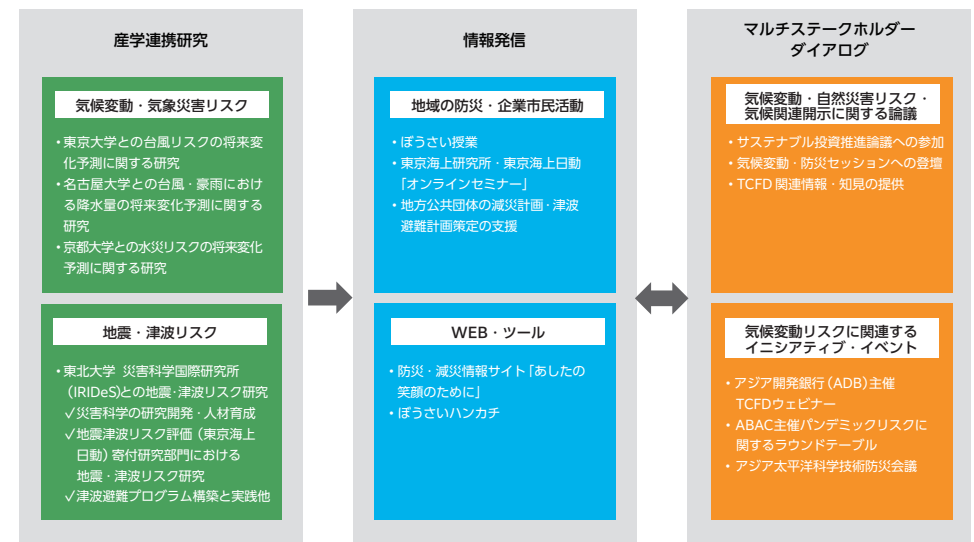 産学連携研究
気候変動・気象災害リスク
・東京大学との台風リスクの将来変
化予測に関する研究
・名古屋大学との台風・豪雨におけ
る降水量の将来変化予測に関する
研究
・京都大学との水災リスクの将来変化
予測に関する研究
地震・津波リスク
・東北大学 災害科学国際研究所
(IRIDeS)との地震・津波リスク研究
✓災害科学の研究開発・人材育成
✓地震津波リスク評価（東京海上
日動）寄付研究部門における
地震・津波リスク研究
✓津波避難プログラム構築と実践他
情報発信
地域の防災・企業市民活動
・ぼうさい授業
・東京海上研究所・東京海上日動
「オンラインセミナー」
・地方公共団体の減災計画・津波
避難計画策定の支援
WEB・ツール
・防災・減災情報サイト「あしたの
笑顔のために」
・ぼうさいハンカチ
マルチステークホルダー
ダイアログ
気候変動・自然災害リスク・
気候関連開示に関する論議
・サステナブル投資推進論議への参加
・気候変動・防災セッションへの登壇
・TCFD 関連情報・知見の提供
気候変動リスクに関連する
イニシアティブ・イベント
・アジア開発銀行（ADB）主催
TCFDウェビナー
・ABAC主催パンデミックリスクに
関するラウンドテーブル
・アジア太平洋科学技術防災会議